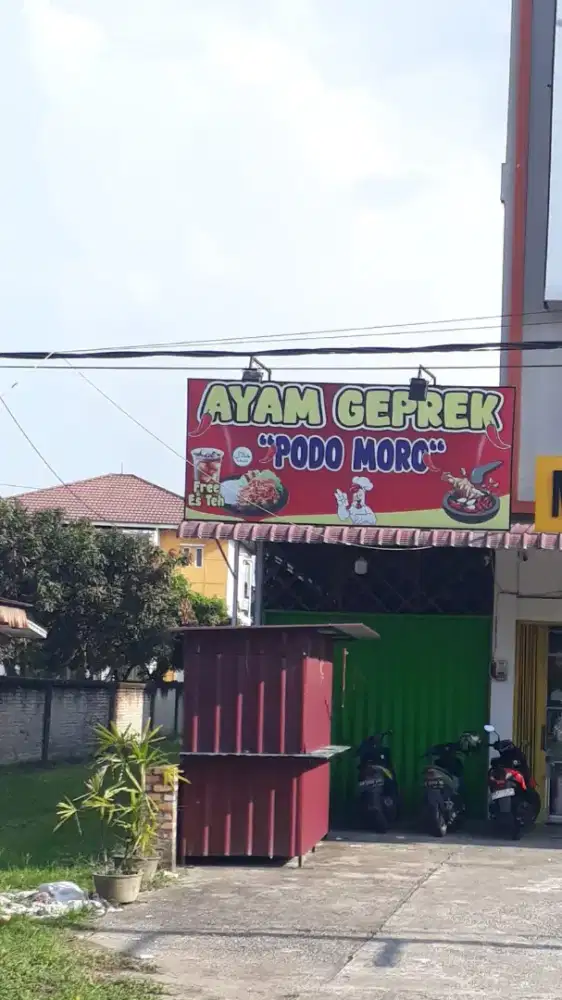 AYAM GEPREK
"PODO MORO"
Free
Es Teh